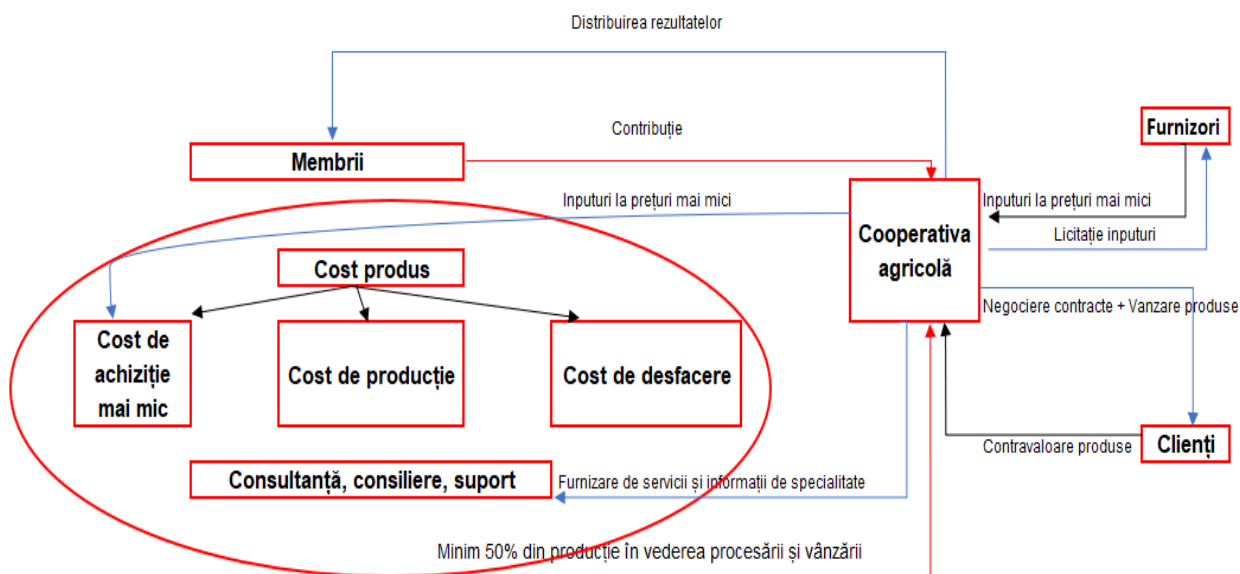 Distribuirea rezultatelor
Contribuție
Furnizori
Membrii
Inputuri la prețuri mai mici
Inputuri la prețuri mai mici
Cooperativa
agricolă
Licitație inputuri
Cost produs
Negociere contracte + Vanzare produse
Cost de
achiziție
mai mic
Cost de producție
Cost de desfacere
Contravaloare produse
Clienți
Consultanță, consiliere, suport
Furnizare de servicii și informații de specialitate
Minim 50% din producție în vederea procesării și vânzării